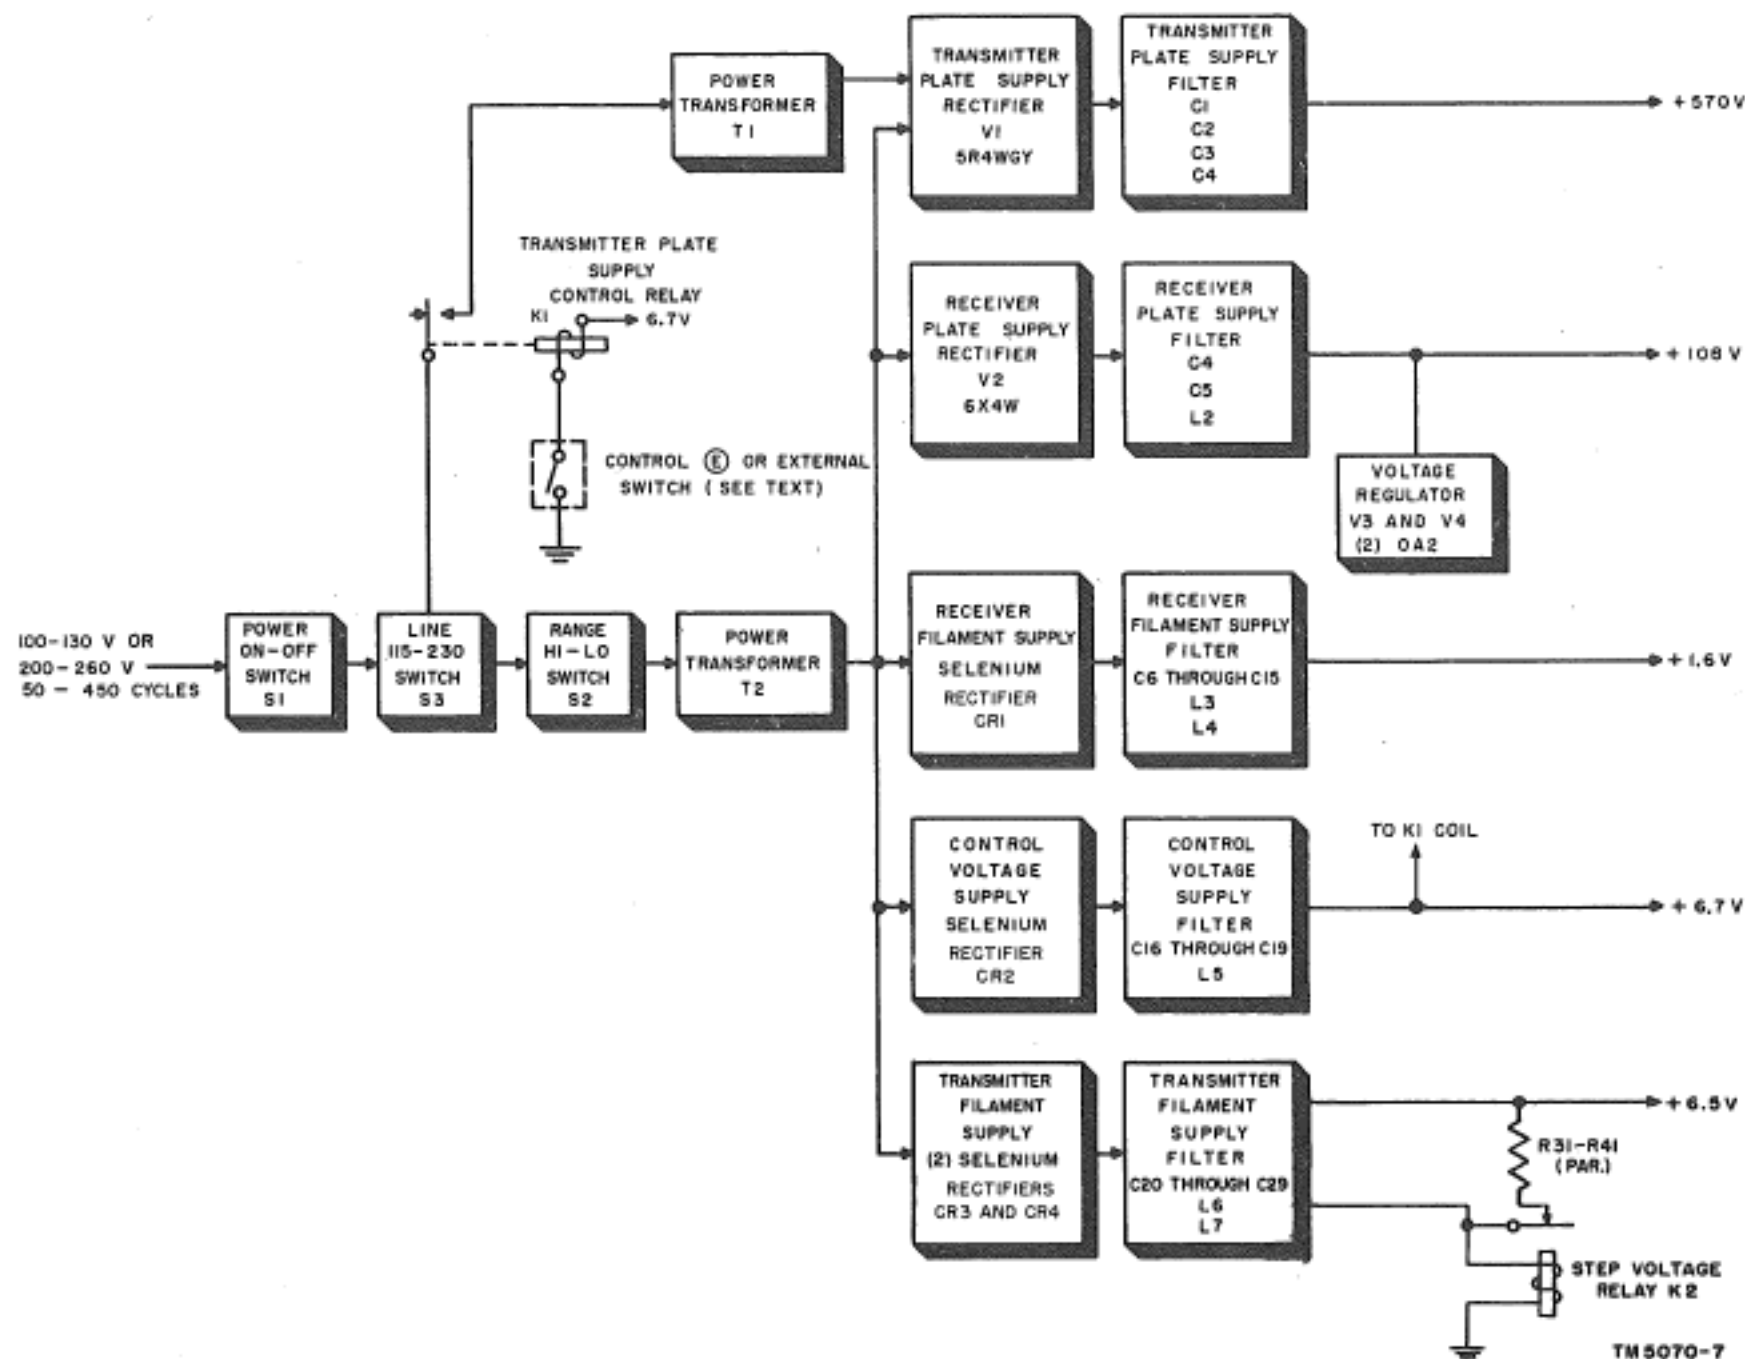 POWER
TRANSFORMER
T1
TRANSMITTER
PLATE SUPPLY
RECTIFIER
V1
5R4WGY
TRANSMITTER
PLATE SUPPLY
FILTER
C1
C2
C3
C4
+570V
TRANSMITTER PLATE
SUPPLY
CONTROL RELAY
K1
6.7V
CONTROL Ⓔ OR EXTERNAL
SWITCH (SEE TEXT)
RECEIVER
PLATE SUPPLY
RECTIFIER
V2
6X4W
RECEIVER
PLATE SUPPLY
FILTER
C4
C5
L2
+108 V
VOLTAGE
REGULATOR
V3 AND V4
(2) OA2
100-130 V OR
200-260 V
50 - 450 CYCLES
POWER
ON-OFF
SWITCH
S1
LINE
115-230
SWITCH
S3
RANGE
HI-LO
SWITCH
S2
POWER
TRANSFORMER
T2
RECEIVER
FILAMENT SUPPLY
SELENIUM
RECTIFIER
CR1
RECEIVER
FILAMENT SUPPLY
FILTER
C6 THROUGH C15
L3
L4
+1.6V
CONTROL
VOLTAGE
SUPPLY
SELENIUM
RECTIFIER
CR2
CONTROL
VOLTAGE
SUPPLY
FILTER
C16 THROUGH C19
L5
TO K1 COIL
+6.7V
TRANSMITTER
FILAMENT
SUPPLY
(2) SELENIUM
RECTIFIERS
CR3 AND CR4
TRANSMITTER
FILAMENT
SUPPLY
FILTER
C20 THROUGH C29
L6
L7
+6.5V
R31-R41
(PAR.)
STEP VOLTAGE
RELAY K2
TM5070-7